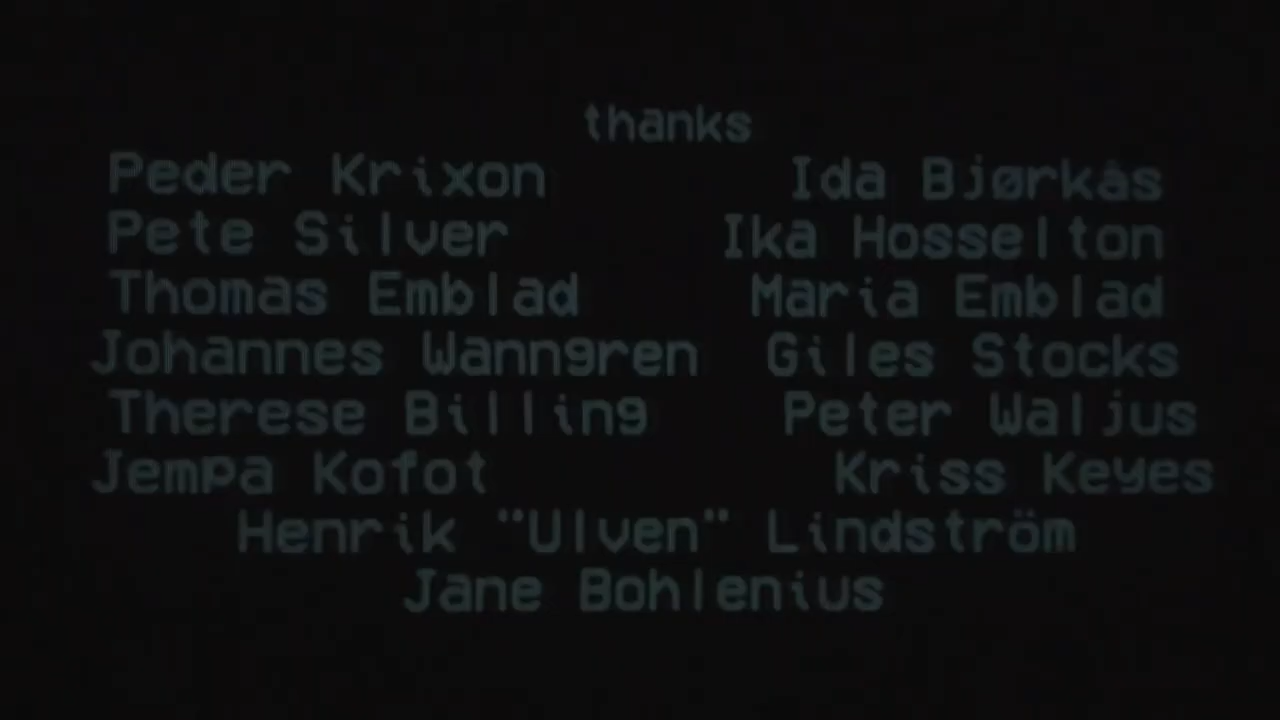 thanks
Peder Krixon Ida Bjørkås
Pete Silver Ika Hosselton
Thomas Emblad Maria Emblad
Johannes Wanngren Giles Stocks
Therese Billing Peter Waljus
Jempa Kofot Kriss Keyes
Henrik "Ulven" Lindström
Jane Bohlenius